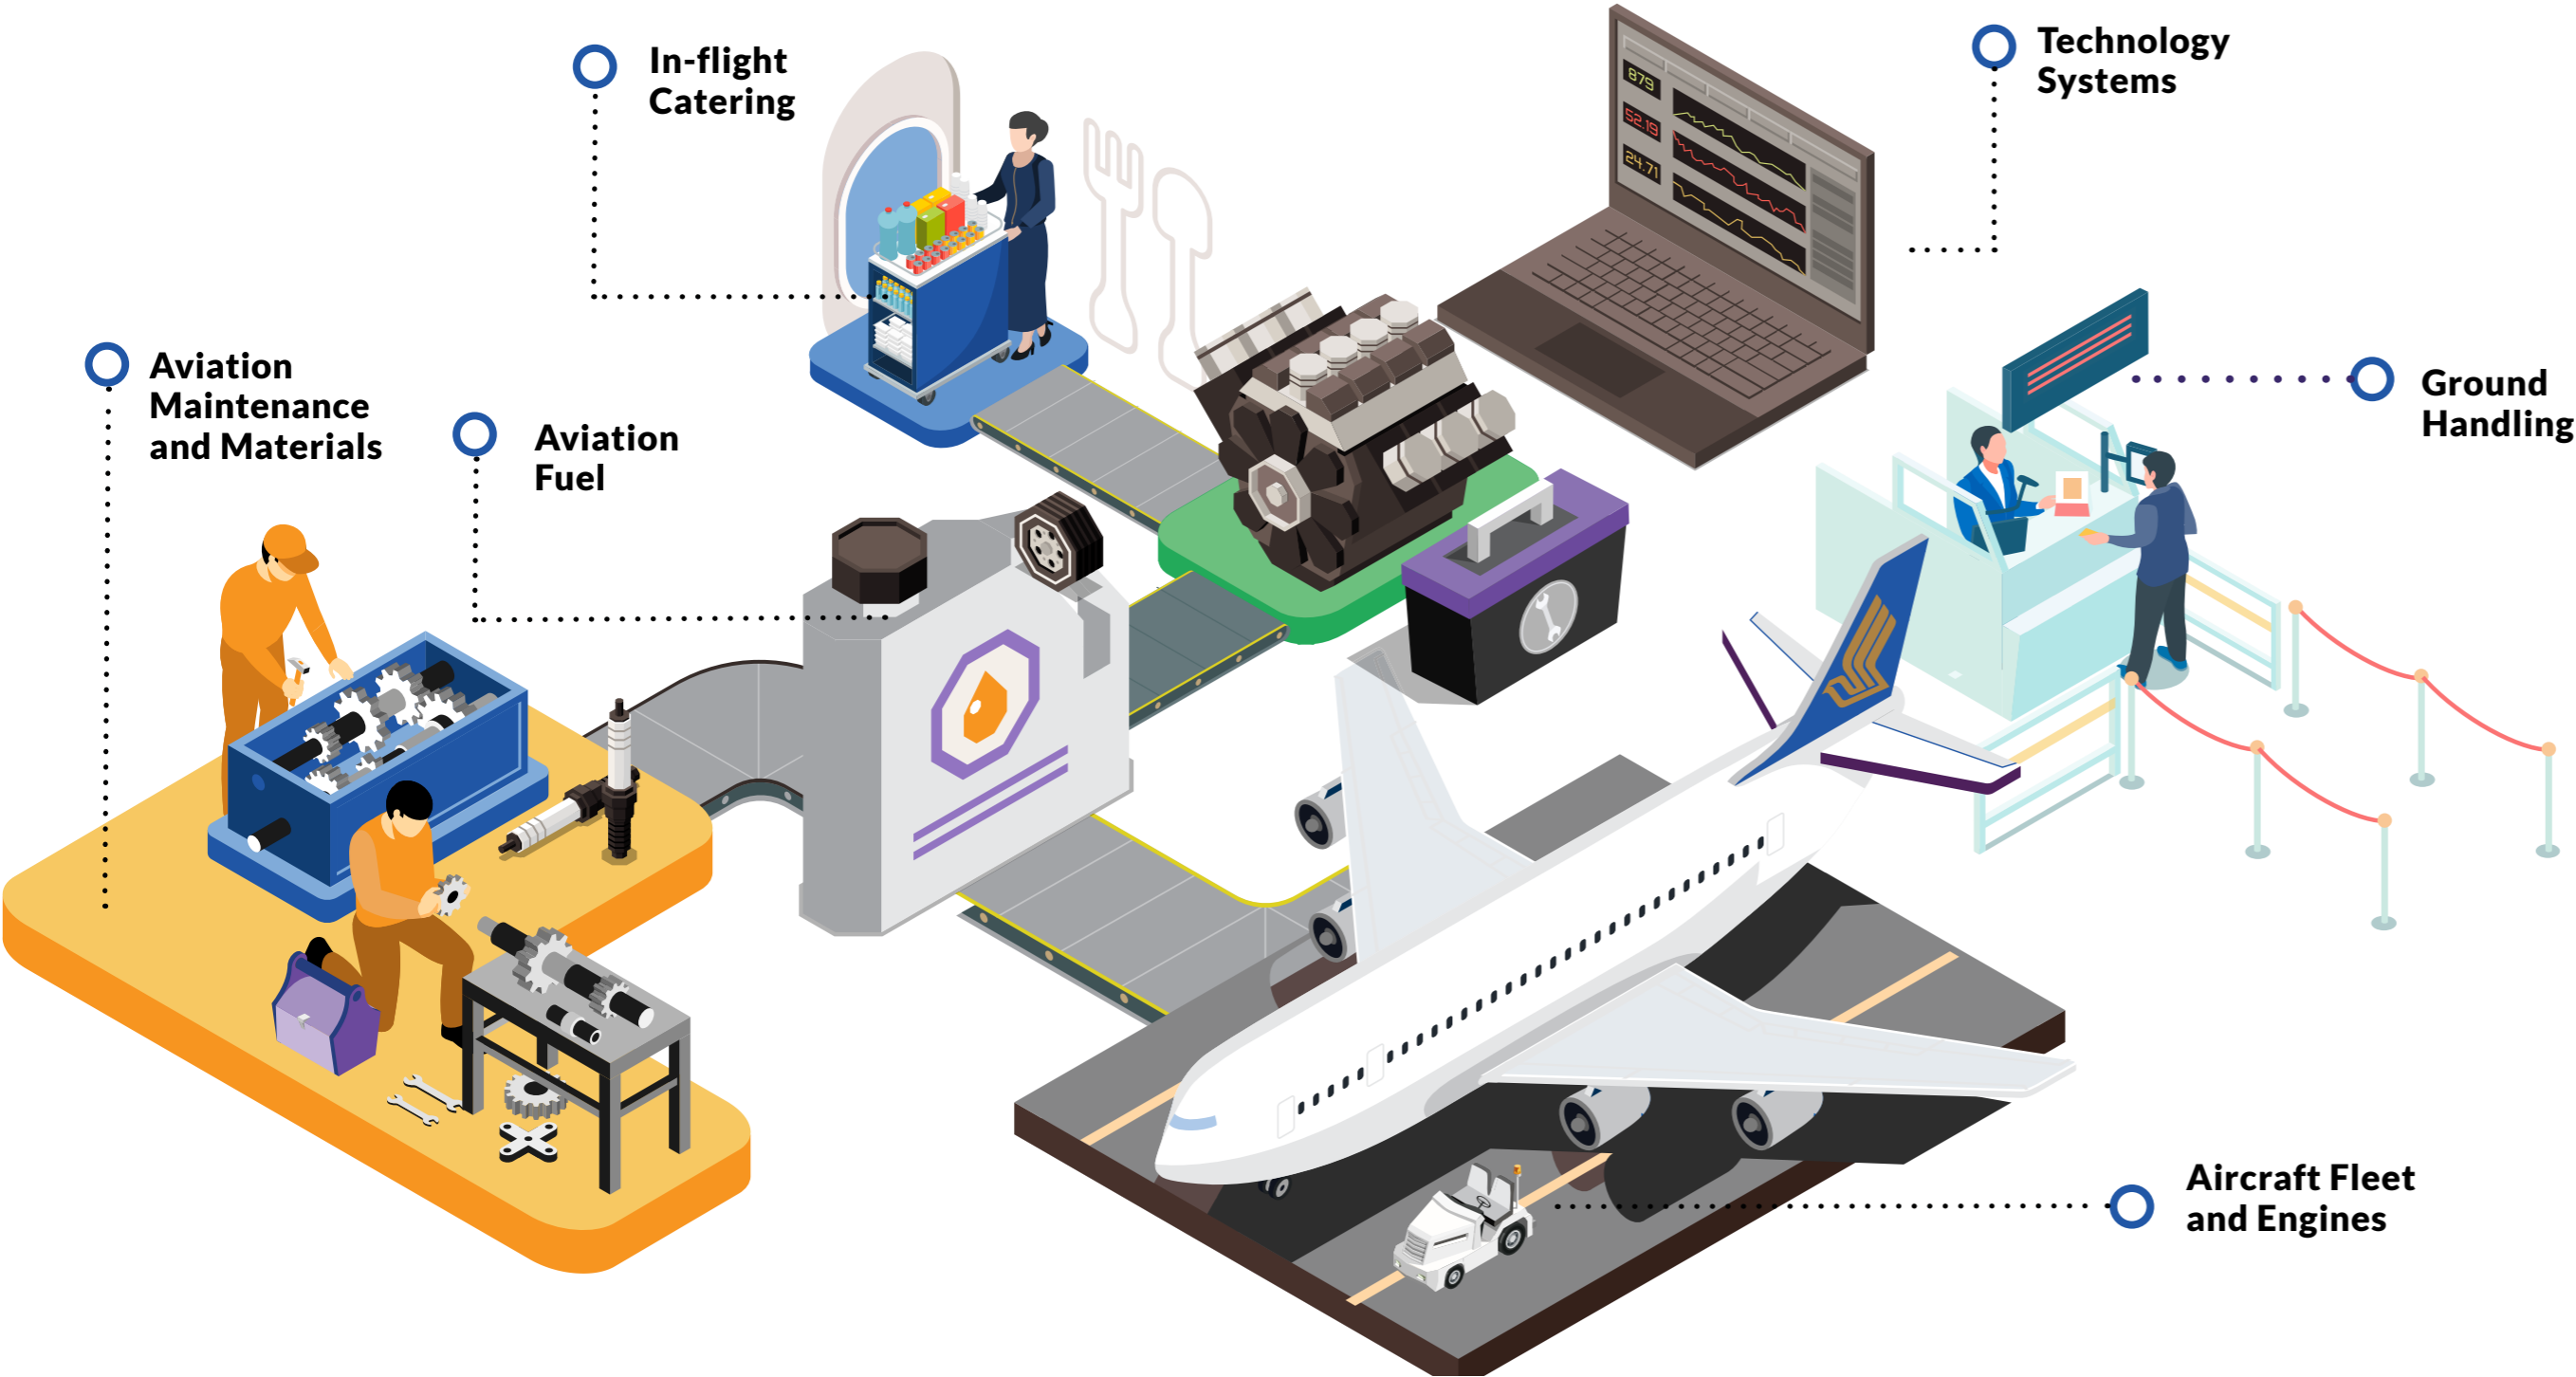 In-flight
Catering
Technology
Systems
879
52.19
24.71
Aviation
Maintenance
and Materials
Aviation
Fuel
Ground
Handling
Aircraft Fleet
and Engines